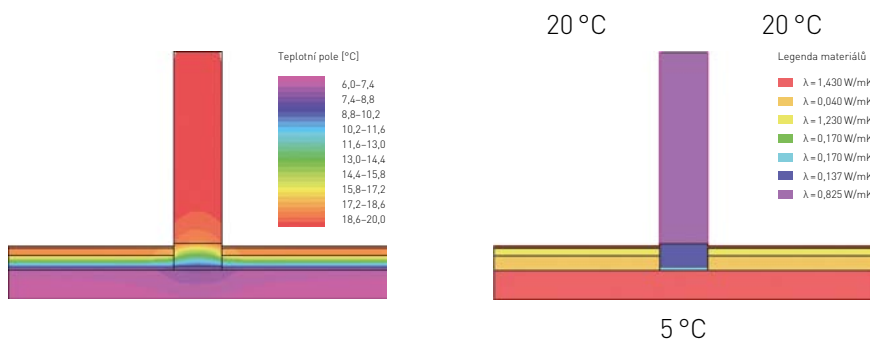 Teplotní pole [°C]
6,0–7,4
7,4–8,8
8,8–10,2
10,2–11,6
11,6–13,0
13,0–14,4
14,4–15,8
15,8–17,2
17,2–18,6
18,6–20,0
20 °C
20 °C
Legenda materiálů
λ = 1,430 W/mK
λ = 0,040 W/mK
λ = 1,230 W/mK
λ = 0,170 W/mK
λ = 0,170 W/mK
λ = 0,137 W/mK
λ = 0,825 W/mK
5 °C